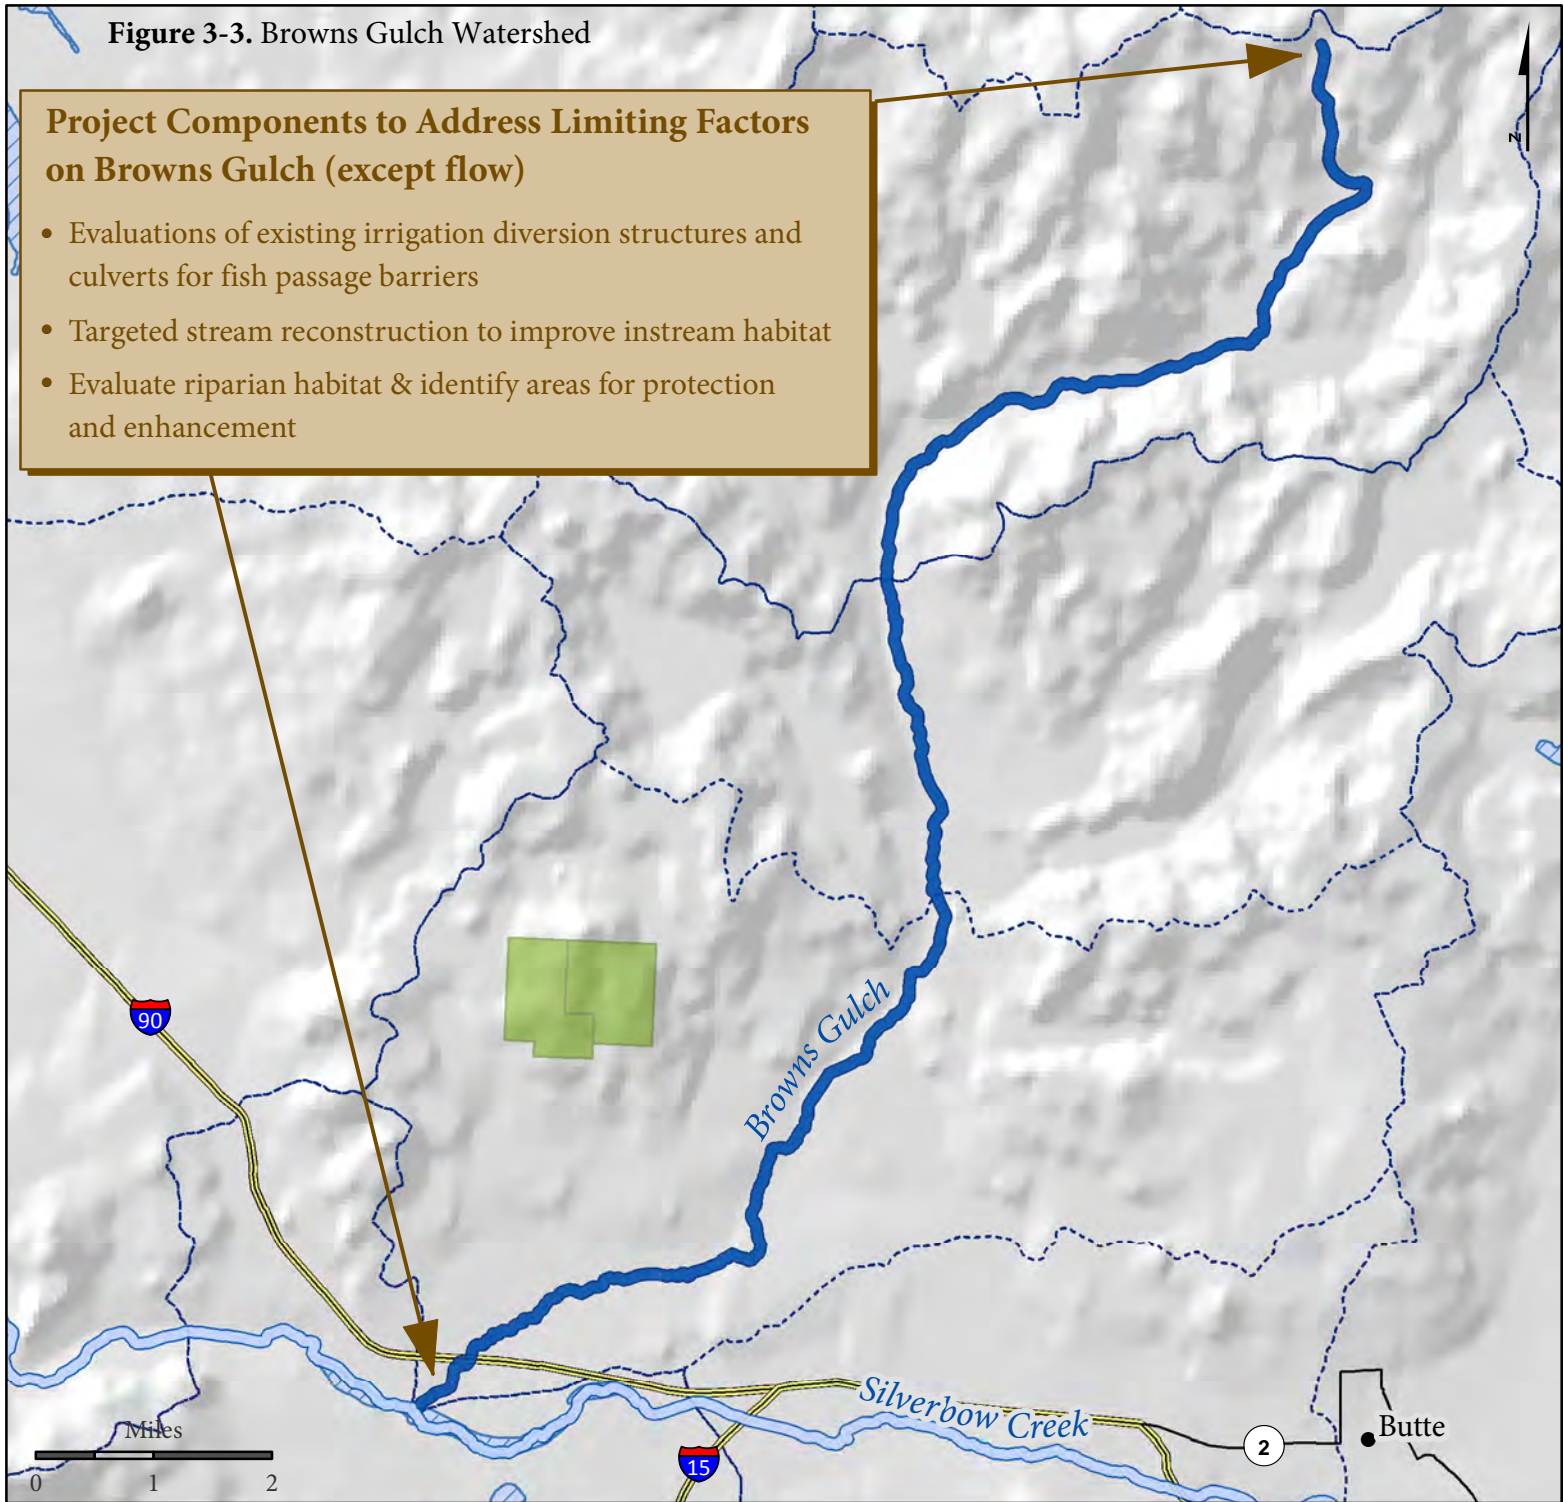 Figure 3-3. Browns Gulch Watershed
Project Components to Address Limiting Factors
on Browns Gulch (except flow)
• Evaluations of existing irrigation diversion structures and
culverts for fish passage barriers
• Targeted stream reconstruction to improve instream habitat
• Evaluate riparian habitat & identify areas for protection
and enhancement
N
90
Browns Gulch
Silverbow Creek
Butte
2
15
Miles
0 1 2